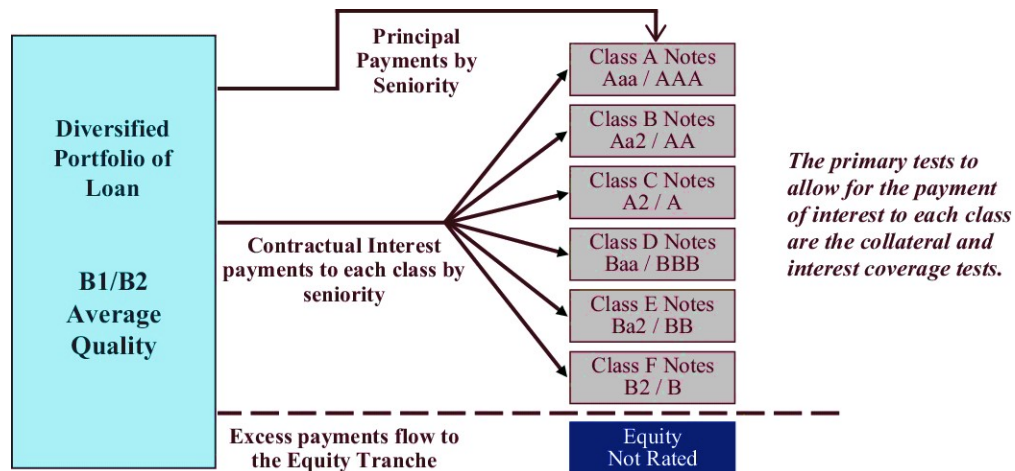 Principal
Payments by
Seniority
Class A Notes
Aaa / AAA
Diversified
Portfolio of
Loan
Class B Notes
Aa2 / AA
Class C Notes
A2 / A
The primary tests to
allow for the payment
of interest to each class
are the collateral and
interest coverage tests.
Contractual Interest
payments to each class by
seniority
Class D Notes
Baa / BBB
B1/B2
Average
Quality
Class E Notes
Ba2 / BB
Class F Notes
B2 / B
Excess payments flow to
the Equity Tranche
Equity
Not Rated